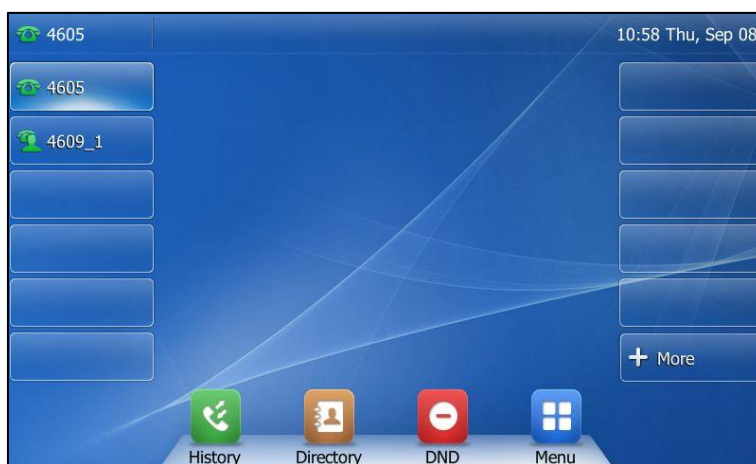 4605
10:58 Thu, Sep 08
4605
4609_1
More
History Directory DND Menu